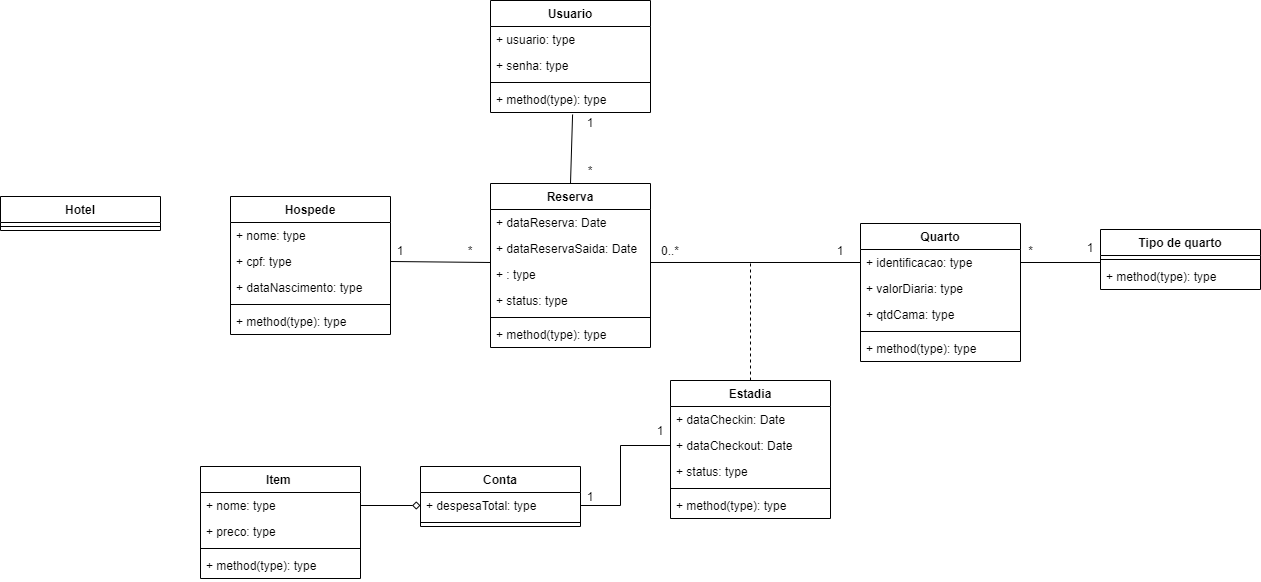 Usuario
+ usuario: type
+ senha: type
+ method(type): type
1
*
Hotel
Hospede
+ nome: type
+ cpf: type
+ dataNascimento: type
+ method(type): type
1
*
Reserva
+ dataReserva: Date
+ dataReservaSaida: Date
+ : type
+ status: type
+ method(type): type
0..*
1
Quarto
+ identificacao: type
+ valorDiaria: type
+ qtdCama: type
+ method(type): type
*
1
Tipo de quarto
+ method(type): type
Estadia
+ dataCheckin: Date
+ dataCheckout: Date
+ status: type
+ method(type): type
1
1
Conta
+ despesaTotal: type
Item
+ nome: type
+ preco: type
+ method(type): type